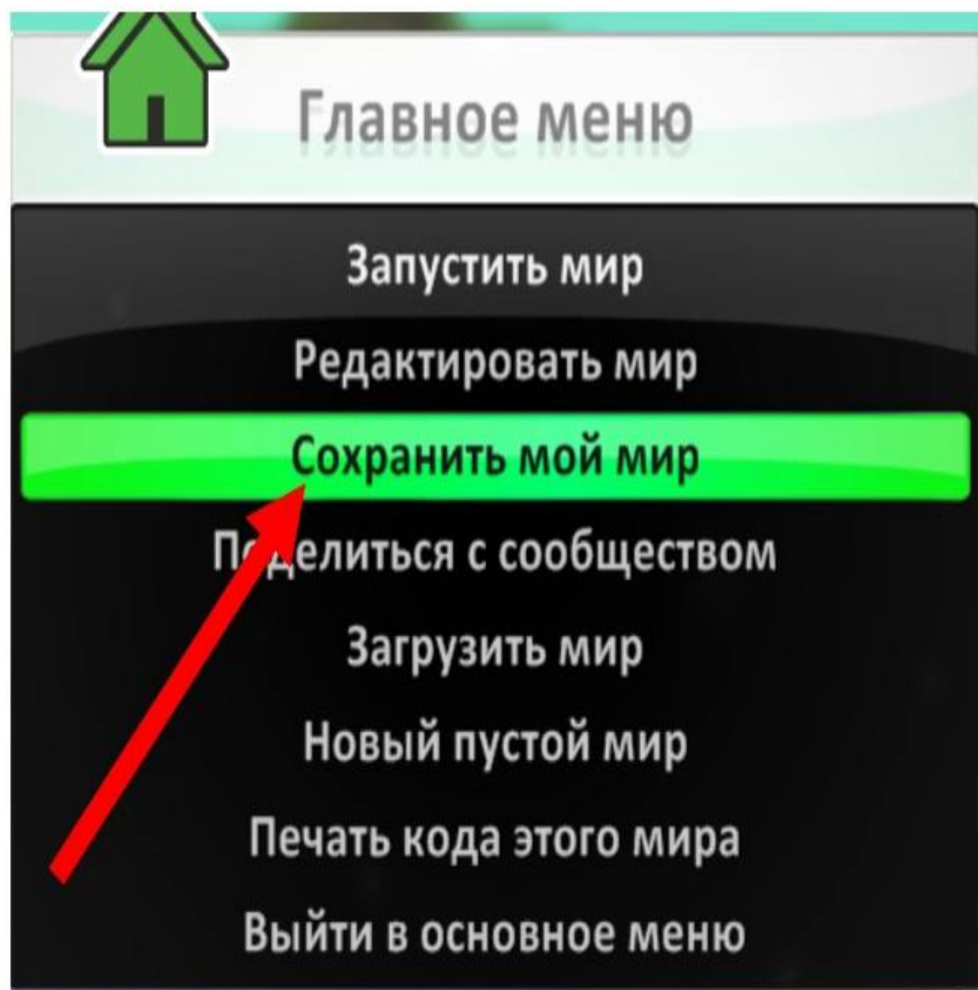 Главное меню
Запустить мир
Редактировать мир
Сохранить мой мир
Поделиться с сообществом
Загрузить мир
Новый пустой мир
Печать кода этого мира
Выйти в основное меню